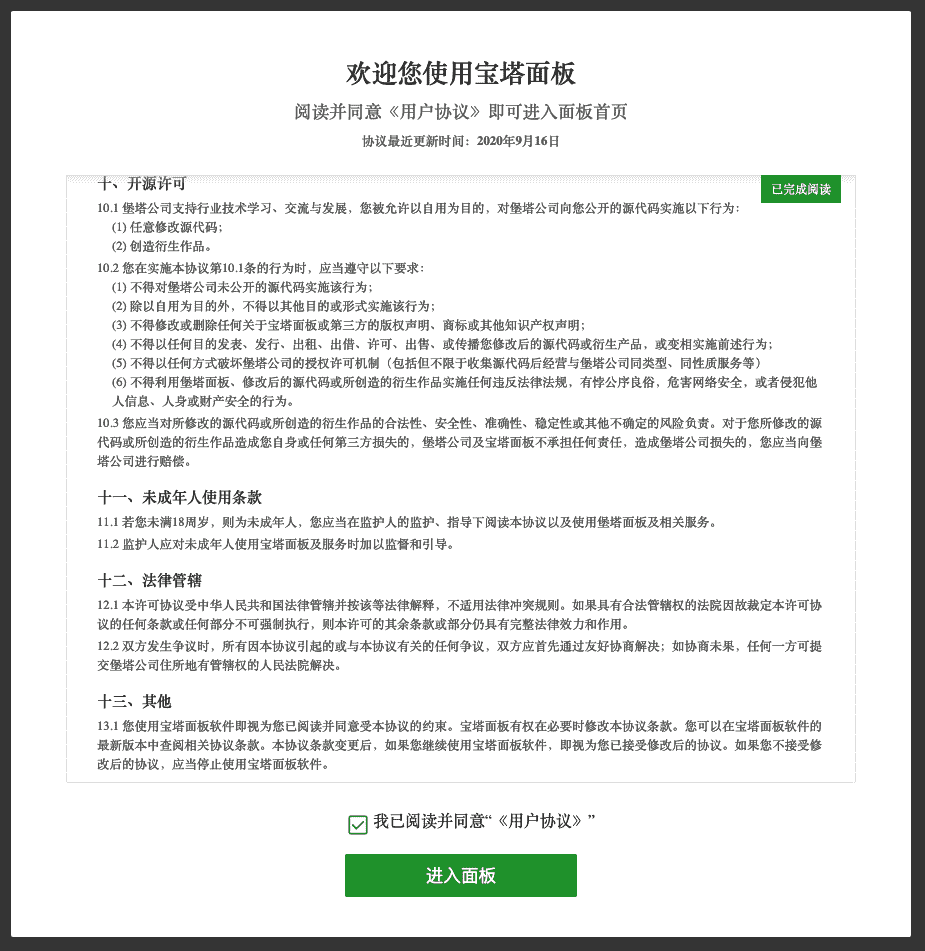 欢迎您使用宝塔面板
阅读并同意《用户协议》即可进入面板首页
协议最近更新时间：2020年9月16日
已完成阅读
十、开源许可
10.1 堡塔公司支持行业技术学习、交流与发展，您被允许以自用为目的，对堡塔公司向您公开的源代码实施以下行为：
(1) 任意修改源代码；
(2) 创造衍生作品。
10.2 您在实施本协议第10.1条的行为时，应当遵守以下要求：
(1) 不得对堡塔公司未公开的源代码实施该行为；
(2) 除以自用为目的外，不得以其他目的或形式实施该行为；
(3) 不得修改或删除任何关于宝塔面板或第三方的版权声明、商标或其他知识产权声明；
(4) 不得以任何目的发表、发行、出租、出借、许可、出售、或传播您修改后的源代码或衍生产品，或变相实施前述行为；
(5) 不得以任何方式破坏堡塔公司的授权许可机制（包括但不限于收集源代码后经营与堡塔公司同类型、同性质服务等）
(6) 不得利用堡塔面板、修改后的源代码或所创造的衍生作品实施任何违反法律法规，有悖公序良俗，危害网络安全，或者侵犯他
人信息、人身或财产安全的行为。
10.3 您应当对所修改的源代码或所创造的衍生作品的合法性、安全性、准确性、稳定性或其他不确定的风险负责。对于您所修改的源
代码或所创造的衍生作品造成您自身或任何第三方损失的，堡塔公司及宝塔面板不承担任何责任，造成堡塔公司损失的，您应当向堡
塔公司进行赔偿。
十一、未成年人使用条款
11.1 若您未满18周岁，则为未成年人，您应当在监护人的监护、指导下阅读本协议以及使用堡塔面板及相关服务。
11.2 监护人应对未成年人使用宝塔面板及服务时加以监督和引导。
十二、法律管辖
12.1 本许可协议受中华人民共和国法律管辖并按该等法律解释，不适用法律冲突规则。如果具有合法管辖权的法院因故裁定本许可协
议的任何条款或任何部分不可强制执行，则本许可的其余条款或部分仍具有完整法律效力和作用。
12.2 双方发生争议时，所有因本协议引起的或与本协议有关的任何争议，双方应首先通过友好协商解决；如协商未果，任何一方可提
交堡塔公司住所地有管辖权的人民法院解决。
十三、其他
13.1 您使用宝塔面板软件即视为您已阅读并同意受本协议的约束。宝塔面板有权在必要时修改本协议条款。您可以在宝塔面板软件的
最新版本中查阅相关协议条款。本协议条款变更后，如果您继续使用宝塔面板软件，即视为您已接受修改后的协议。如果您不接受修
改后的协议，应当停止使用宝塔面板软件。
我已阅读并同意“《用户协议》”
进入面板